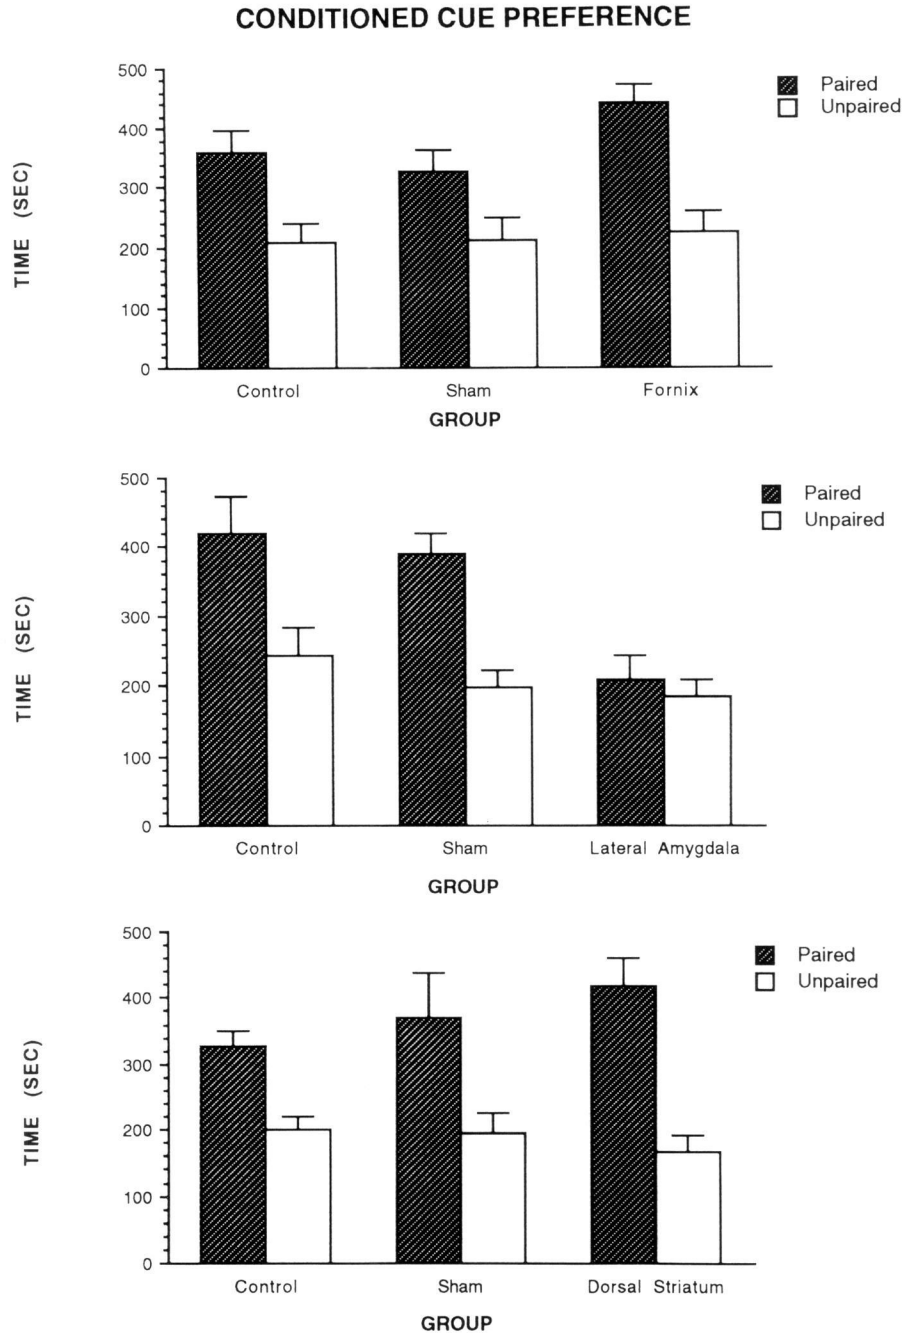 CONDITIONED CUE PREFERENCE
500
400
300
200
100
0
TIME (SEC)
Paired
Unpaired
Control Sham Fornix
GROUP
500
400
300
200
100
0
TIME (SEC)
Paired
Unpaired
Control Sham Lateral Amygdala
GROUP
500
400
300
200
100
0
TIME (SEC)
Paired
Unpaired
Control Sham Dorsal Striatum
GROUP